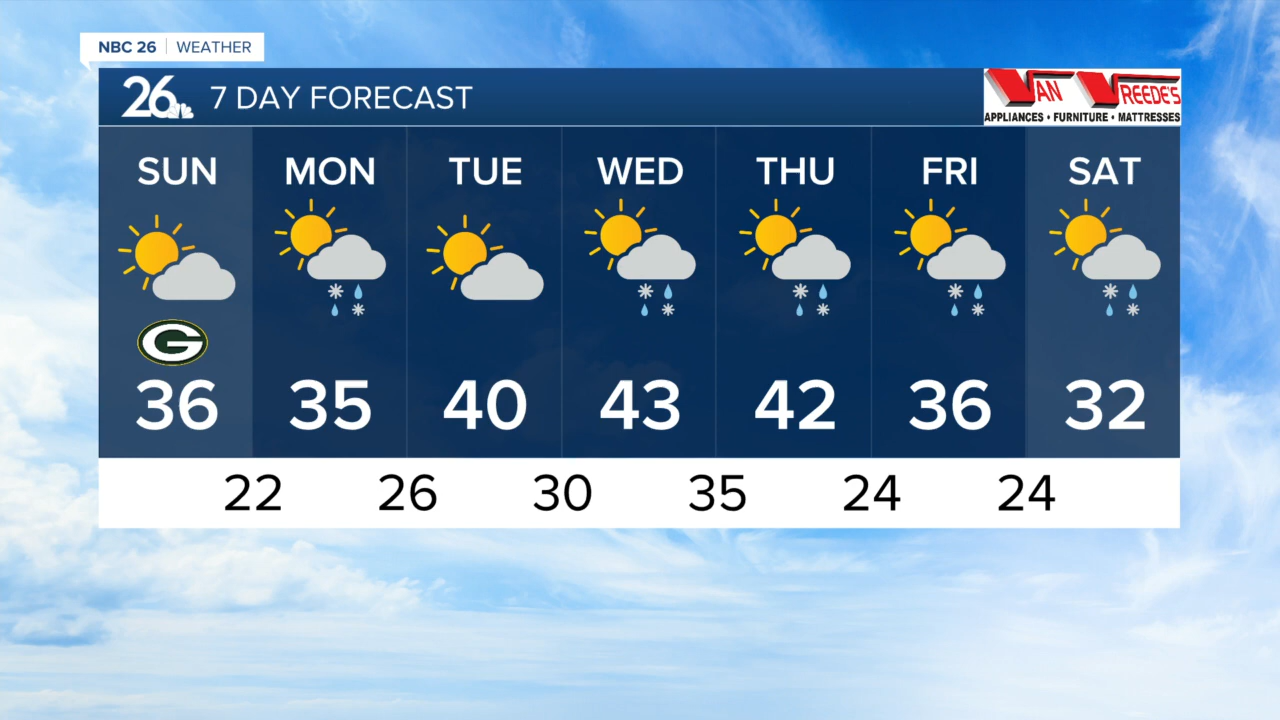 NBC 26 | WEATHER
26 7 DAY FORECAST
VAN VREEDE'S
APPLIANCES • FURNITURE • MATTRESSES
SUN MON TUE WED THU FRI SAT
G
36 35 40 43 42 36 32
22 26 30 35 24 24